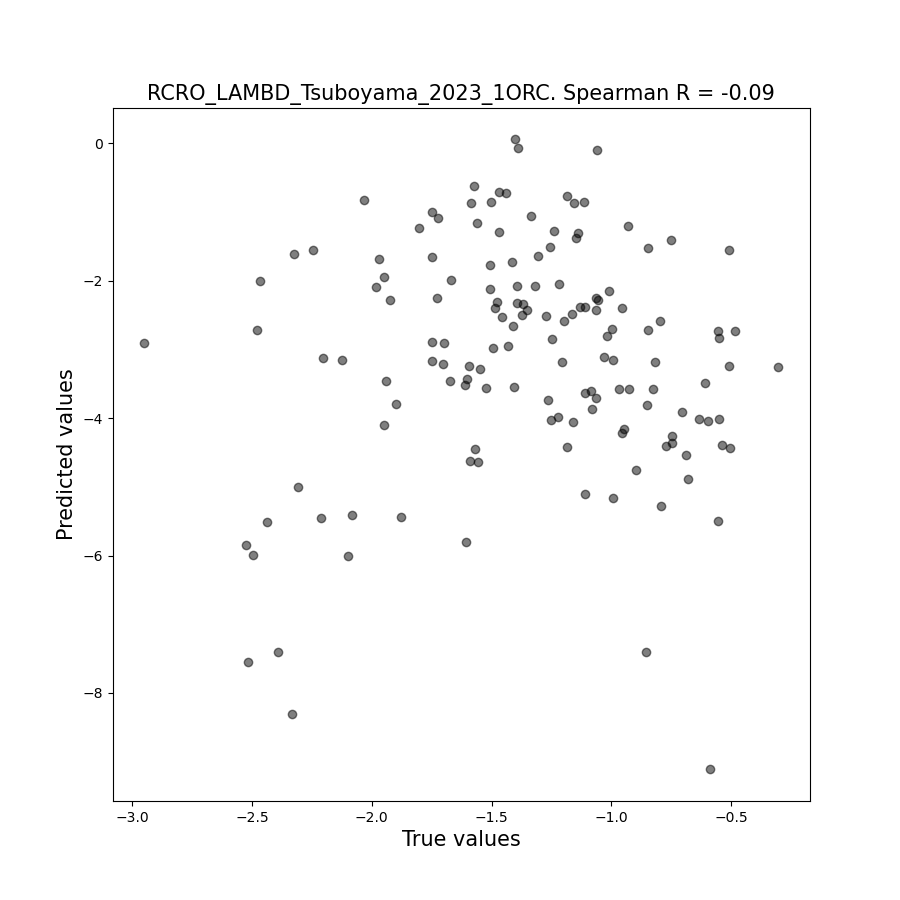 RCRO_LAMBD_Tsuboyama_2023_1ORC. Spearman R = -0.09
0
−2
−4
−6
−8
Predicted values
−3.0 −2.5 −2.0 −1.5 −1.0 −0.5
True values